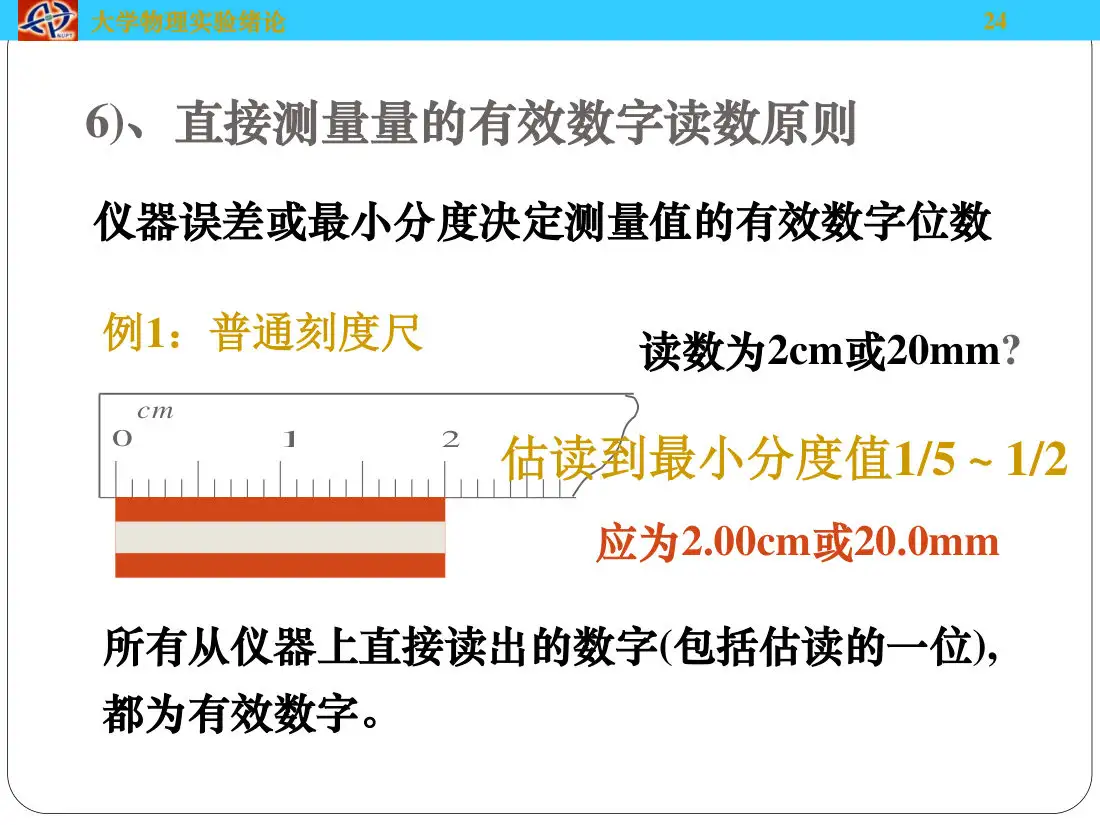 大学物理实验绪论
24
NUPT
6)、直接测量量的有效数字读数原则
仪器误差或最小分度决定测量值的有效数字位数
例1：普通刻度尺
读数为2cm或20mm?
cm
0 1 2
估读到最小分度值1/5 ~ 1/2
应为2.00cm或20.0mm
所有从仪器上直接读出的数字(包括估读的一位),
都为有效数字。